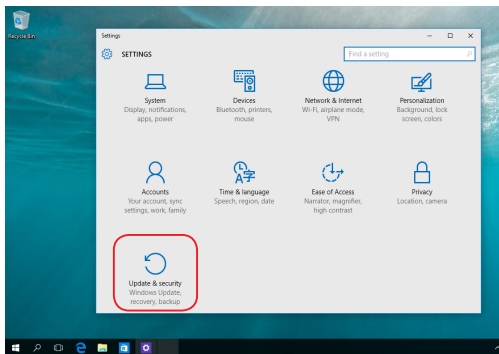 Recycle Bin
Settings
SETTINGS
Find a setting
System
Display, notifications,
apps, power
Devices
Bluetooth, printers,
mouse
Network & Internet
Wi-Fi, airplane mode,
VPN
Personalization
Background, lock
screen, colors
Accounts
Your account, sync
settings, work, family
Time & language
Speech, region, date
Ease of Access
Narrator, magnifier,
high contrast
Privacy
Location, camera
Update & security
Windows Update,
recovery, backup